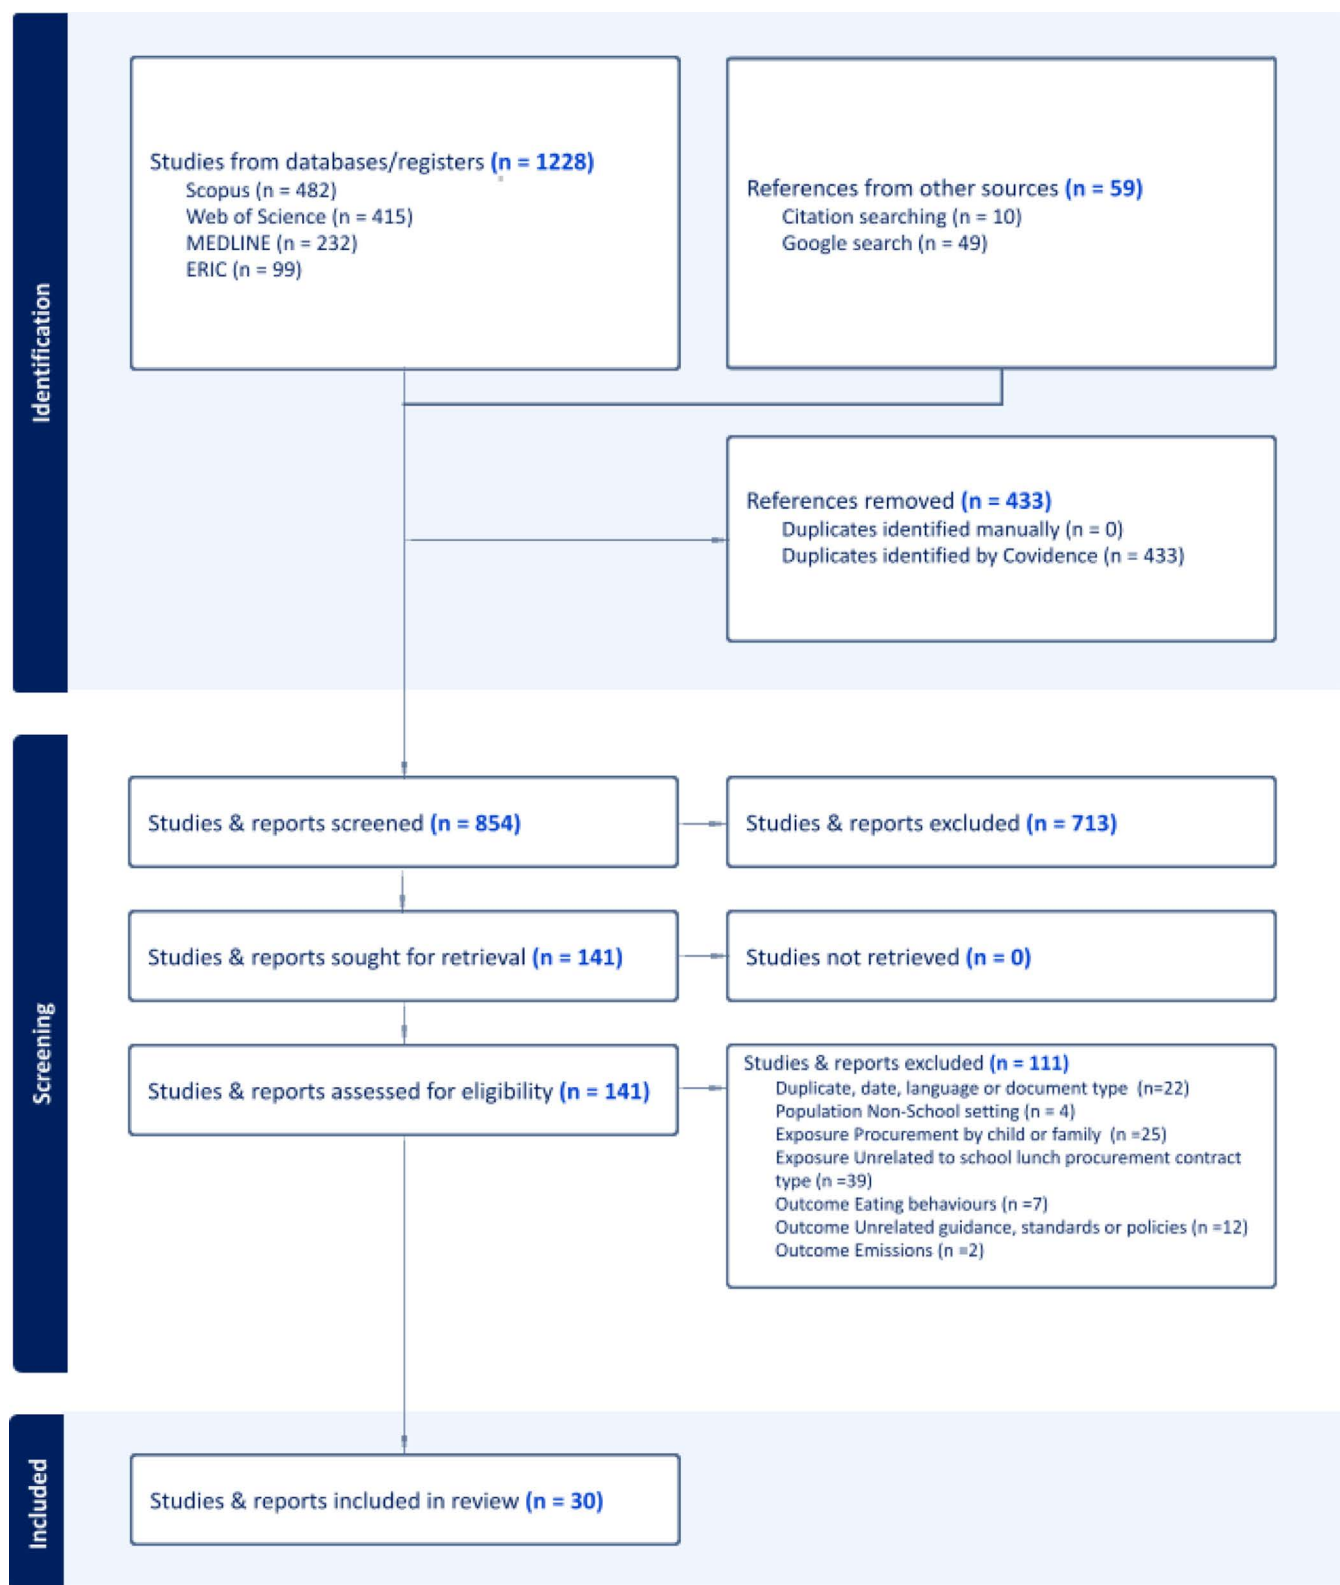 Identification
Studies from databases/registers (n = 1228)
Scopus (n = 482)
Web of Science (n = 415)
MEDLINE (n = 232)
ERIC (n = 99)
References from other sources (n = 59)
Citation searching (n = 10)
Google search (n = 49)
References removed (n = 433)
Duplicates identified manually (n = 0)
Duplicates identified by Covidence (n = 433)
Screening
Studies & reports screened (n = 854)
Studies & reports excluded (n = 713)
Studies & reports sought for retrieval (n = 141)
Studies not retrieved (n = 0)
Studies & reports assessed for eligibility (n = 141)
Studies & reports excluded (n = 111)
Duplicate, date, language or document type (n=22)
Population Non-School setting (n = 4)
Exposure Procurement by child or family (n =25)
Exposure Unrelated to school lunch procurement contract
type (n =39)
Outcome Eating behaviours (n =7)
Outcome Unrelated guidance, standards or policies (n =12)
Outcome Emissions (n =2)
Included
Studies & reports included in review (n = 30)